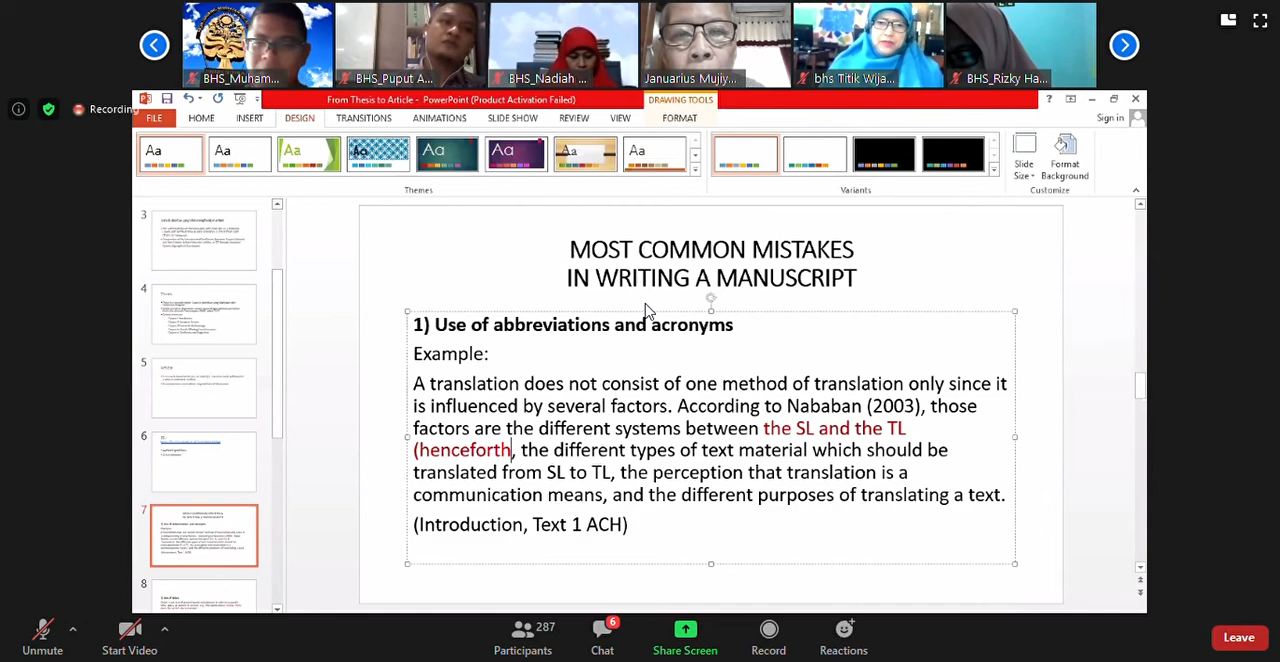 BHS_Muham...
BHS_Puput A...
BHS_Nadiah ...
Januarius Mujiy...
bhs Titik Wija...
BHS_Rizky Ha...
Recording
From Thesis to Article - PowerPoint (Product Activation Failed)
DRAWING TOOLS
FILE
HOME
INSERT
DESIGN
TRANSITIONS
ANIMATIONS
SLIDE SHOW
REVIEW
VIEW
FORMAT
Sign in
Aa
Aa
Aa
Aa
Aa
Aa
Aa
Aa
Slide
Size
Format
Background
Themes
Variants
Customize
3
4
5
6
7
8
MOST COMMON MISTAKES
IN WRITING A MANUSCRIPT
1) Use of abbreviations and acronyms
Example:
A translation does not consist of one method of translation only since it
is influenced by several factors. According to Nababan (2003), those
factors are the different systems between the SL and the TL
(henceforth, the different types of text material which should be
translated from SL to TL, the perception that translation is a
communication means, and the different purposes of translating a text.
(Introduction, Text 1 ACH)
Unmute
Start Video
287
Participants
6
Chat
Share Screen
Record
Reactions
Leave